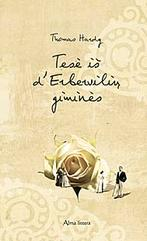 Thomas Hardy
Tesė iš
d'Erbervilių
giminės
Alma littera